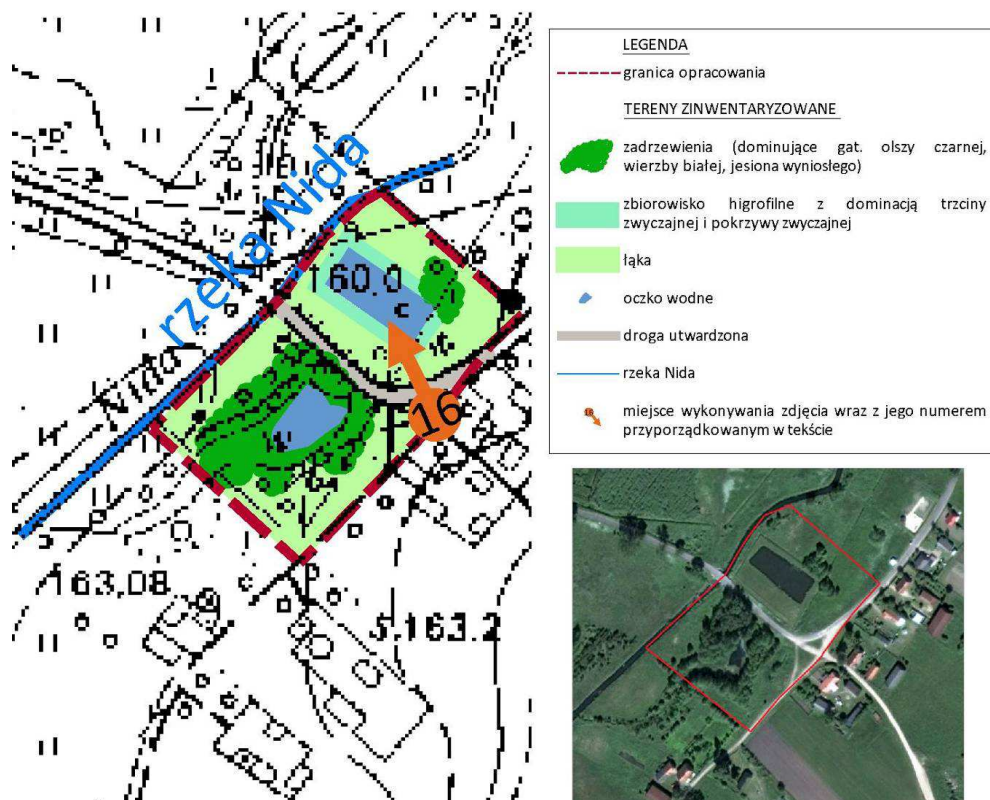 rzeka Nida
Nida
160.0
c
16
163,08
5.163.2
LEGENDA
granica opracowania
TERENY ZINWENTARYZOWANE
zadrzewienia (dominujące gat. olszy czarnej,
wierzby białej, jesiona wyniosłego)
zbiorowisko higrofilne z dominacją trzciny
zwyczajnej i pokrzywy zwyczajnej
łąka
oczko wodne
droga utwardzona
rzeka Nida
16
miejsce wykonywania zdjęcia wraz z jego numerem
przyporządkowanym w tekście